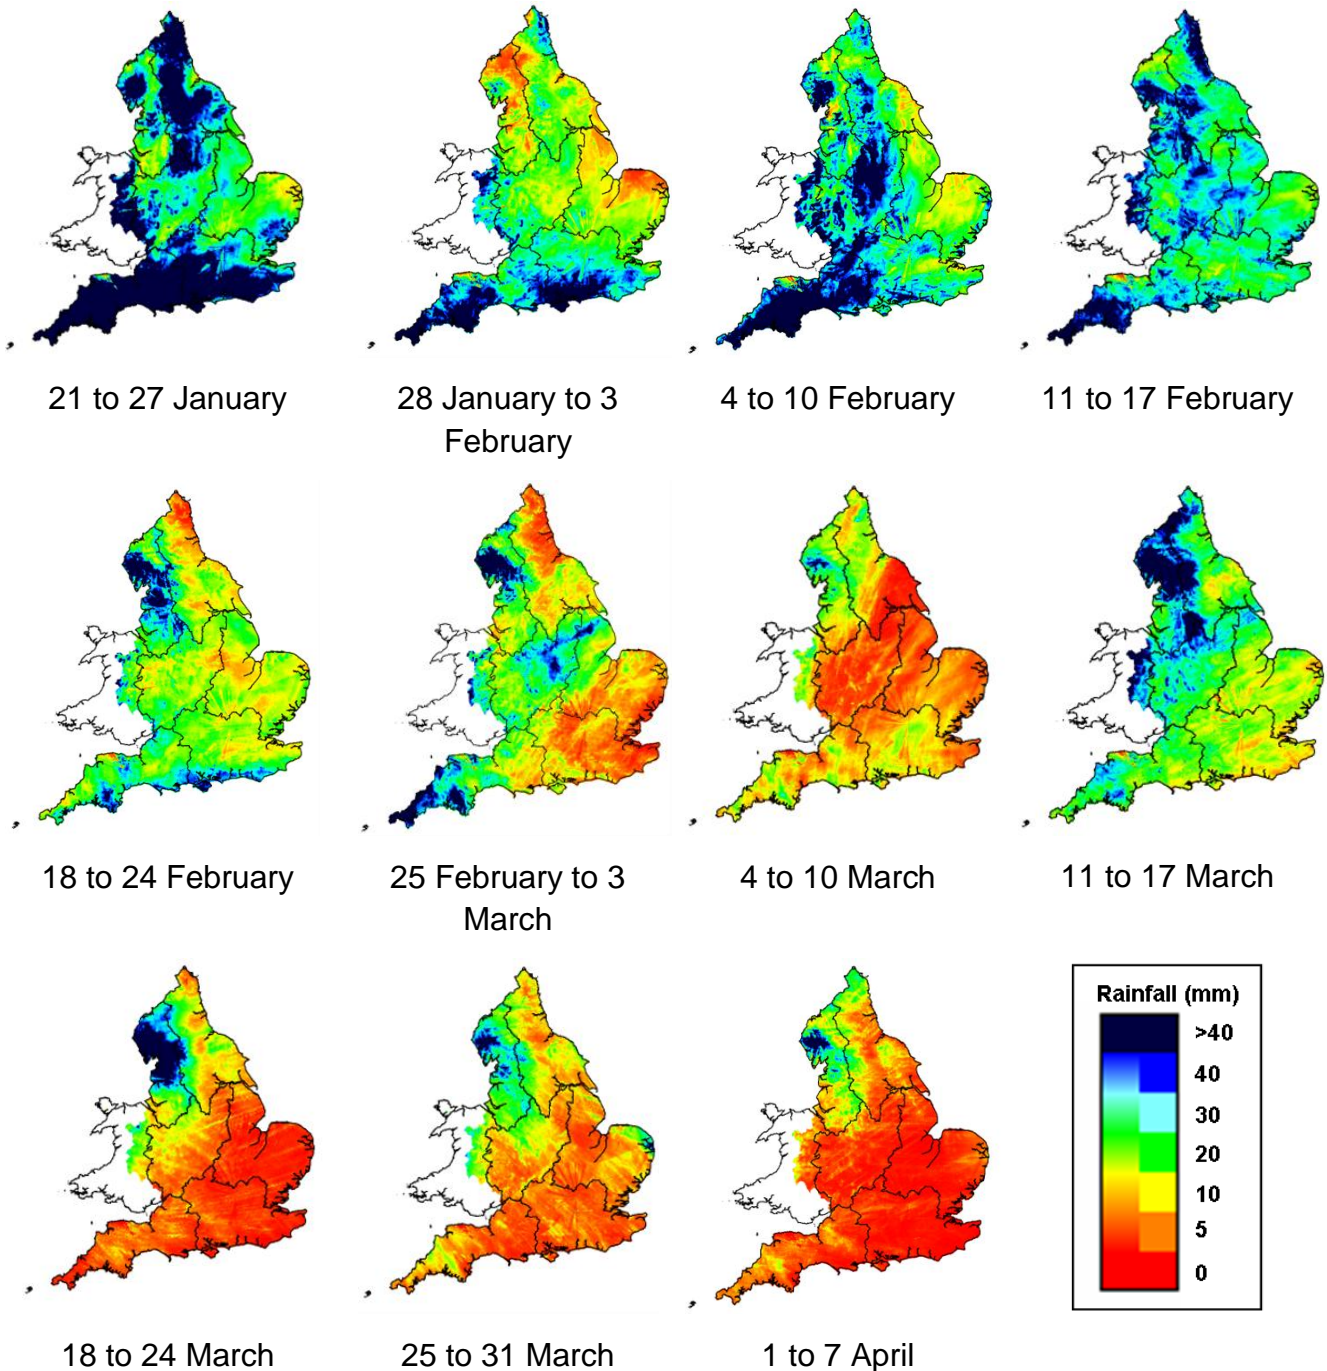 21 to 27 January
28 January to 3
February
4 to 10 February
11 to 17 February
18 to 24 February
25 February to 3
March
4 to 10 March
11 to 17 March
18 to 24 March
25 to 31 March
1 to 7 April
Rainfall (mm)
>40
40
30
20
10
5
0